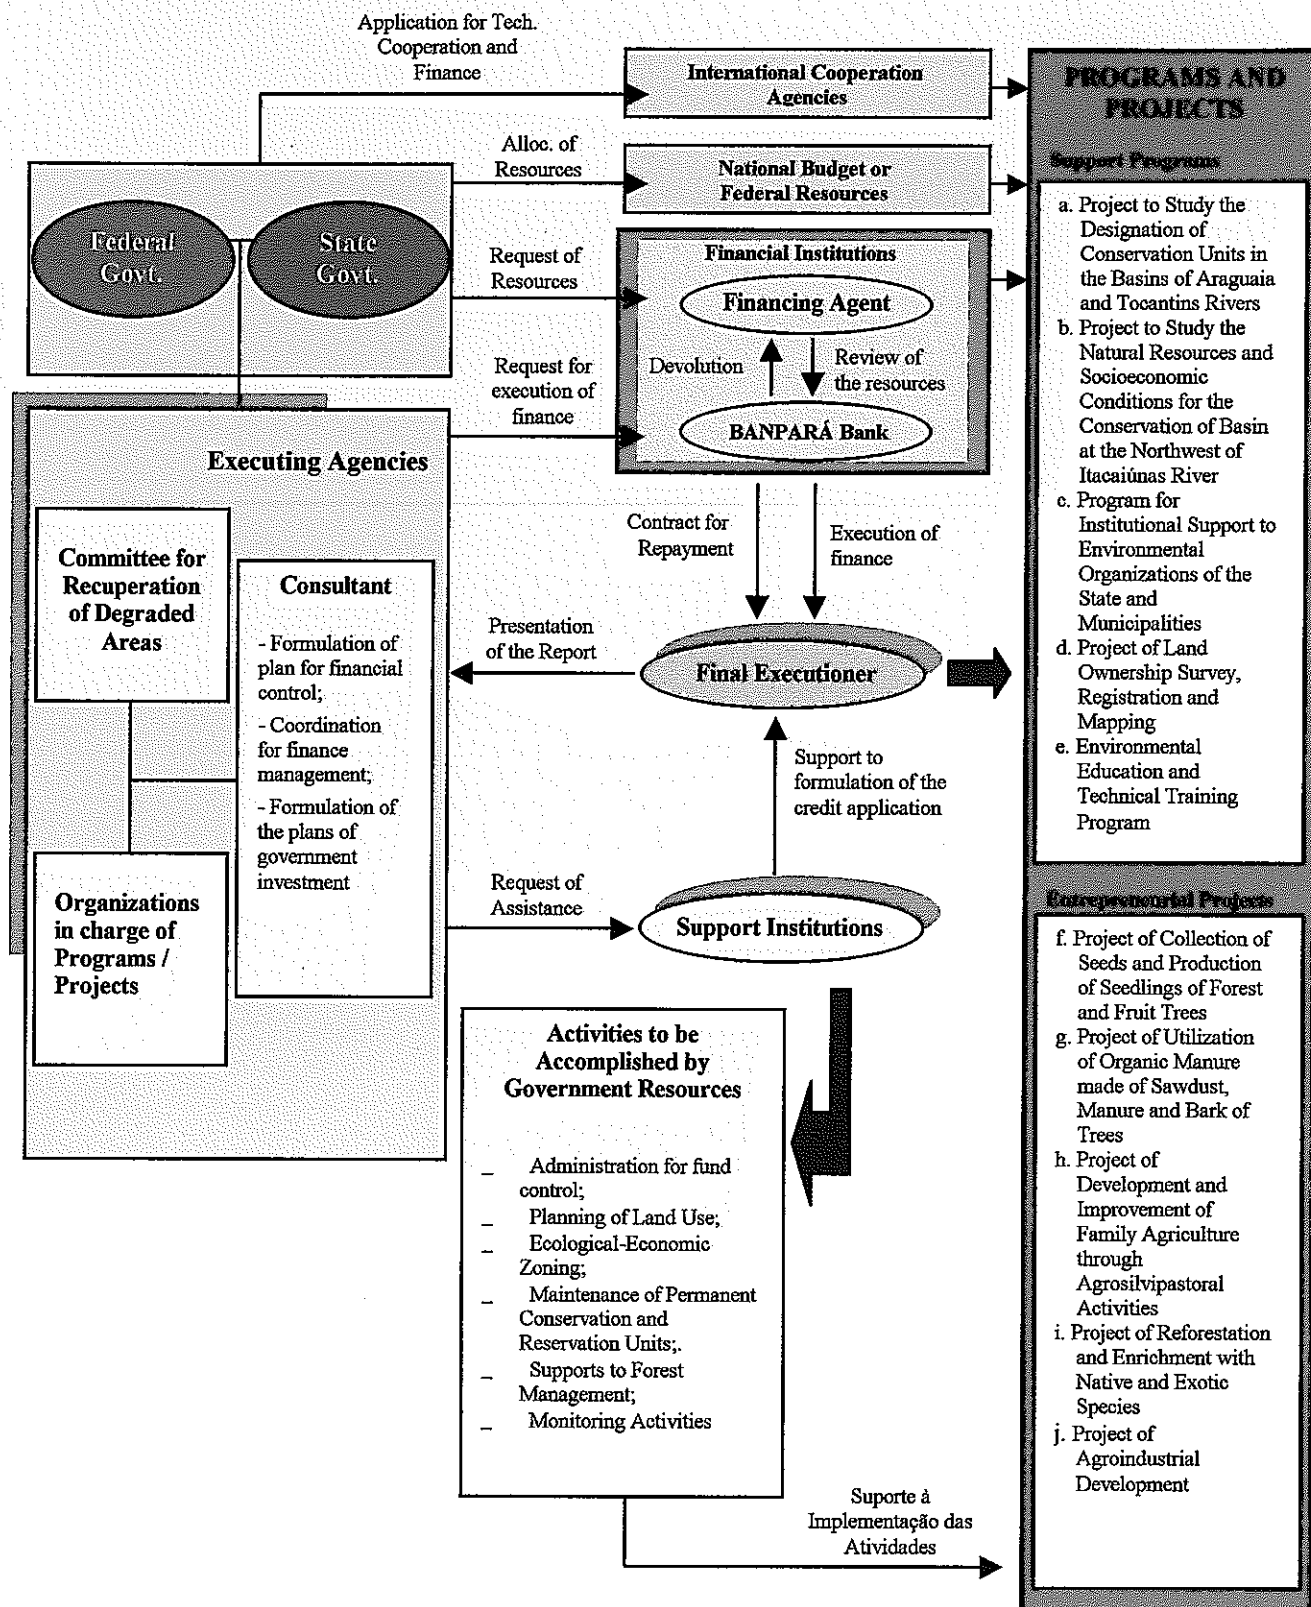 Application for Tech.
Cooperation and
Finance
International Cooperation
Agencies
Alloc. of
Resources
National Budget or
Federal Resources
Federal
Govt.
State
Govt.
Request of
Resources
Financial Institutions
Financing Agent
Devolution
Review of
the resources
BANPARÁ Bank
Request for
execution of
finance
Executing Agencies
Committee for
Recuperation
of Degraded
Areas
Consultant
- Formulation of
plan for financial
control;
- Coordination
for finance
management;
- Formulation of
the plans of
government
investment
Organizations
in charge of
Programs /
Projects
Contract for
Repayment
Execution of
finance
Presentation
of the Report
Final Executioner
Support to
formulation of the
credit application
Request of
Assistance
Support Institutions
Activities to be
Accomplished by
Government Resources
_ Administration for fund
control;
_ Planning of Land Use;
_ Ecological-Economic
Zoning;
_ Maintenance of Permanent
Conservation and
Reservation Units;.
_ Supports to Forest
Management;
_ Monitoring Activities
Suporte à
Implementação das
Atividades
PROGRAMS AND
PROJECTS
Support Programs
a. Project to Study the
Designation of
Conservation Units in
the Basins of Araguaia
and Tocantins Rivers
b. Project to Study the
Natural Resources and
Socioeconomic
Conditions for the
Conservation of Basin
at the Northwest of
Itacaiúnas River
c. Program for
Institutional Support to
Environmental
Organizations of the
State and
Municipalities
d. Project of Land
Ownership Survey,
Registration and
Mapping
e. Environmental
Education and
Technical Training
Program
Entrepreneurial Projects
f. Project of Collection of
Seeds and Production
of Seedlings of Forest
and Fruit Trees
g. Project of Utilization
of Organic Manure
made of Sawdust,
Manure and Bark of
Trees
h. Project of
Development and
Improvement of
Family Agriculture
through
Agrosilvipastoral
Activities
i. Project of Reforestation
and Enrichment with
Native and Exotic
Species
j. Project of
Agroindustrial
Development